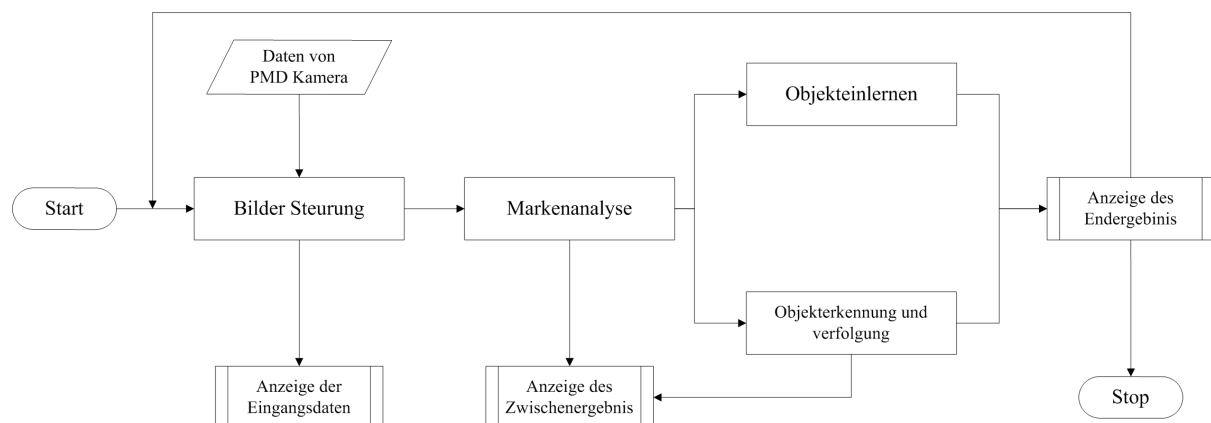 Daten von
PMD Kamera
Objekteinlernen
Start
Bilder Steurung
Markenanalyse
Anzeige des
Endergebinis
Objekterkennung und
verfolgung
Anzeige der
Eingangsdaten
Anzeige des
Zwischenergebnis
Stop